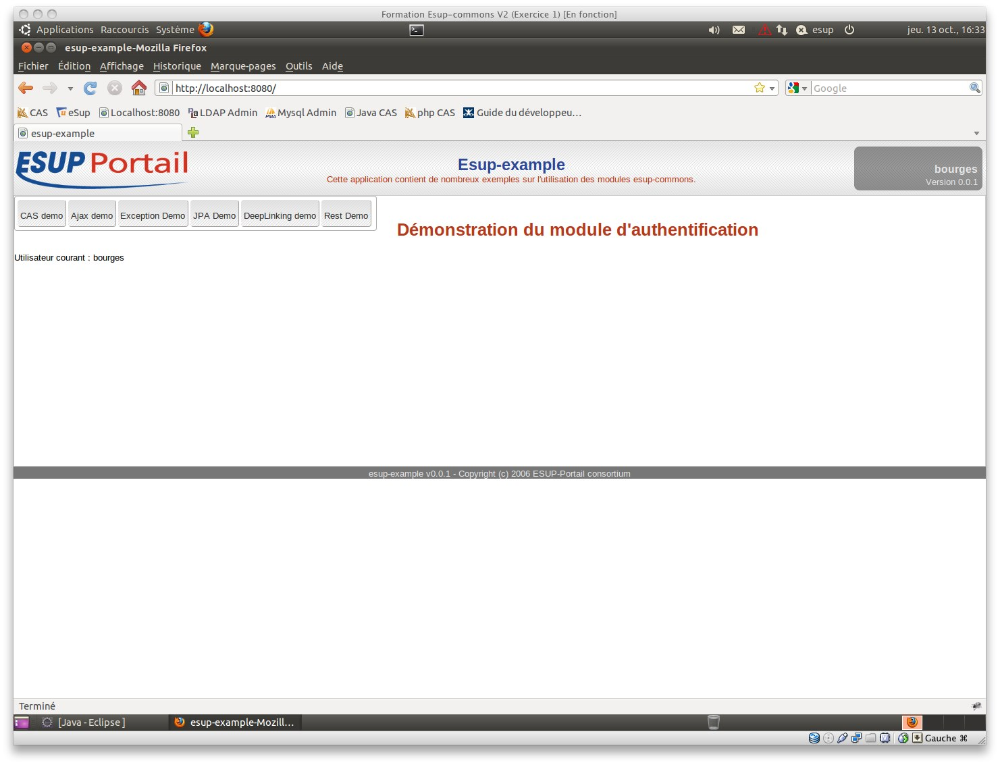 Formation Esup-commons V2 (Exercice 1) [En fonction]
Applications Raccourcis Système esup jeu. 13 oct., 16:33
esup-example-Mozilla Firefox
Fichier Édition Affichage Historique Marque-pages Outils Aide
http://localhost:8080/ Google
CAS eSup Localhost:8080 LDAP Admin Mysql Admin Java CAS php CAS Guide du développeu...
esup-example
ESUP Portail
Esup-example
Cette application contient de nombreux exemples sur l'utilisation des modules esup-commons.
bourges
Version 0.0.1
CAS demo Ajax demo Exception Demo JPA Demo DeepLinking demo Rest Demo
Démonstration du module d'authentification
Utilisateur courant : bourges
esup-example v0.0.1 - Copyright (c) 2006 ESUP-Portail consortium
Terminé
[Java - Eclipse ] esup-example-Mozill...
Gauche ⌘